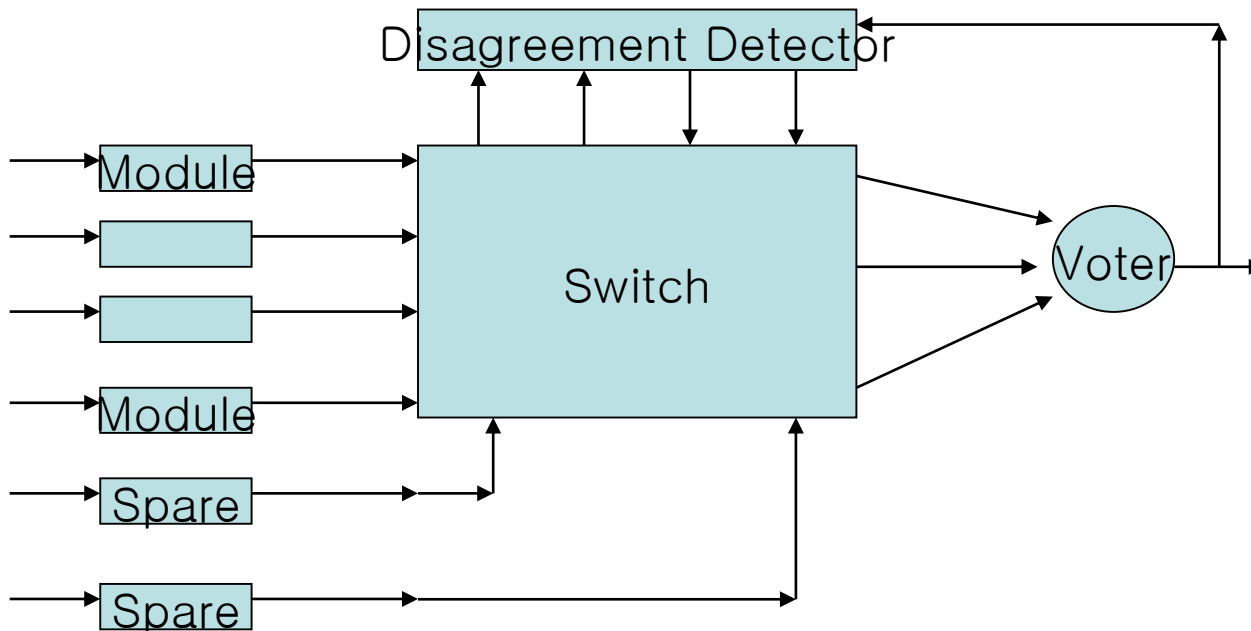 Disagreement Detector
Module
Switch
Voter
Module
Spare
Spare